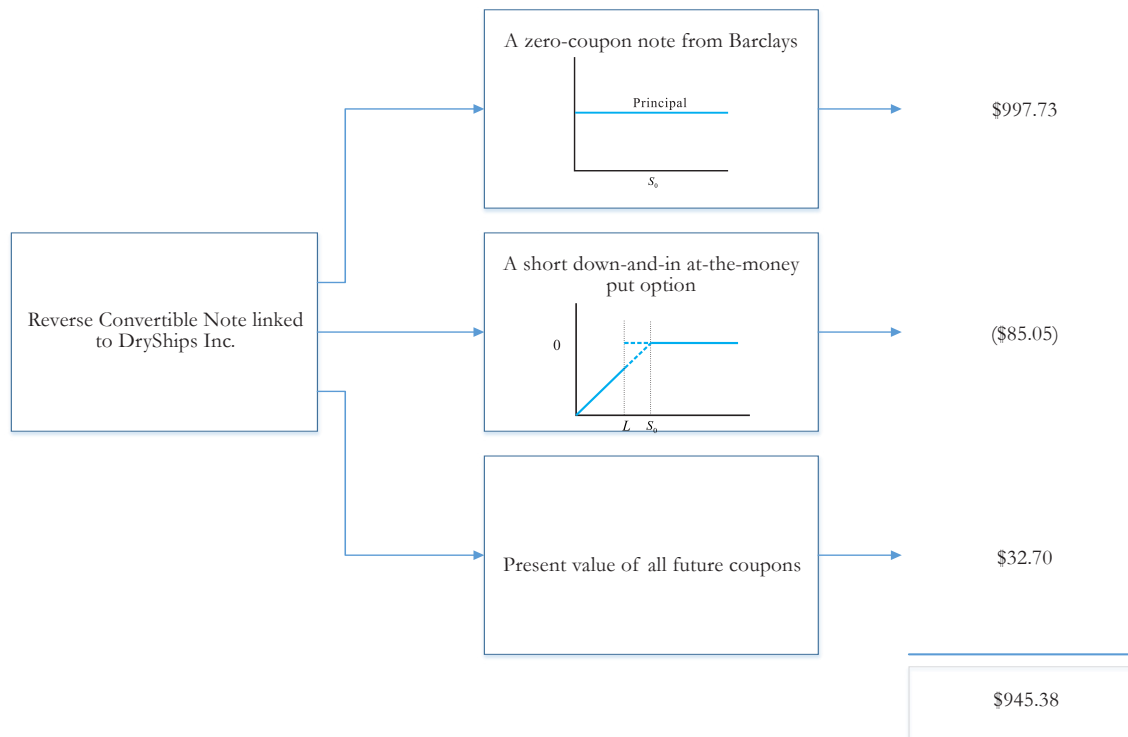 A zero-coupon note from Barclays
Principal
S₀
$997.73
Reverse Convertible Note linked
to DryShips Inc.
A short down-and-in at-the-money
put option
0
L S₀
($85.05)
Present value of all future coupons
$32.70
$945.38